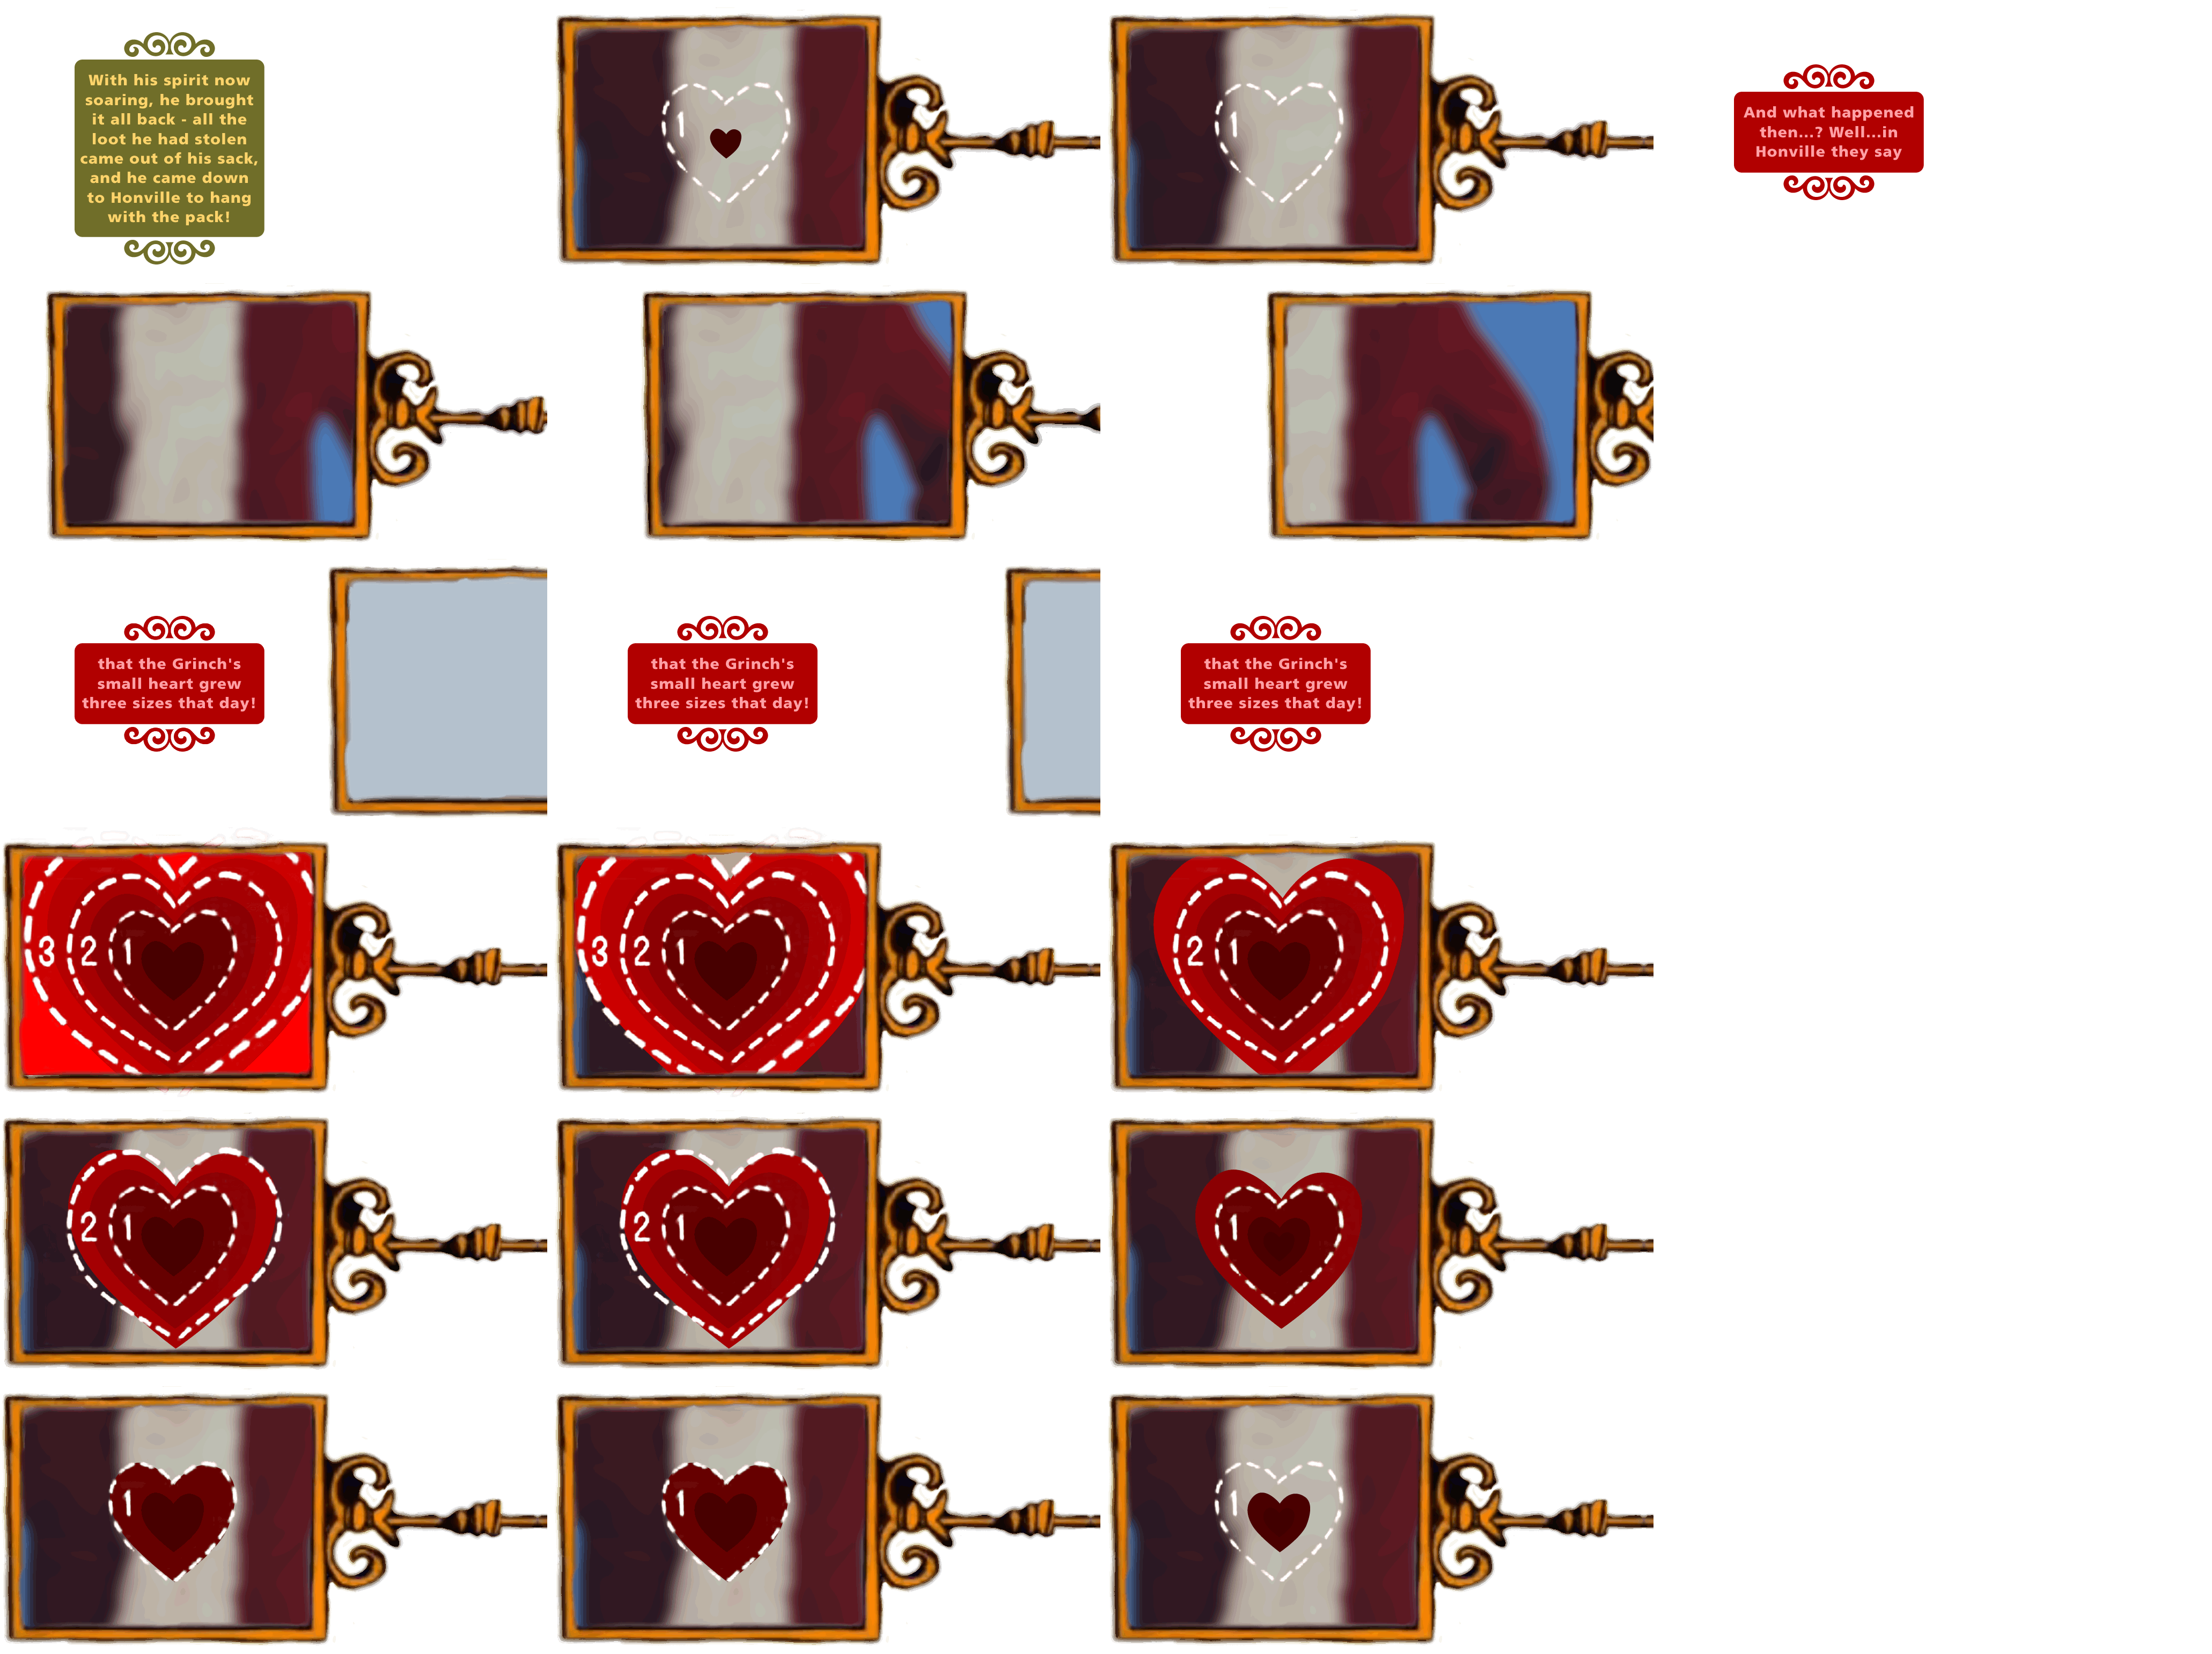 With his spirit now
soaring, he brought
it all back - all the
loot he had stolen
came out of his sack,
and he came down
to Honville to hang
with the pack!
1
1
And what happened
then...? Well...in
Honville they say
that the Grinch's
small heart grew
three sizes that day!
that the Grinch's
small heart grew
three sizes that day!
that the Grinch's
small heart grew
three sizes that day!
3 2 1
3 2 1
2 1
2 1
2 1
1
1
1
1